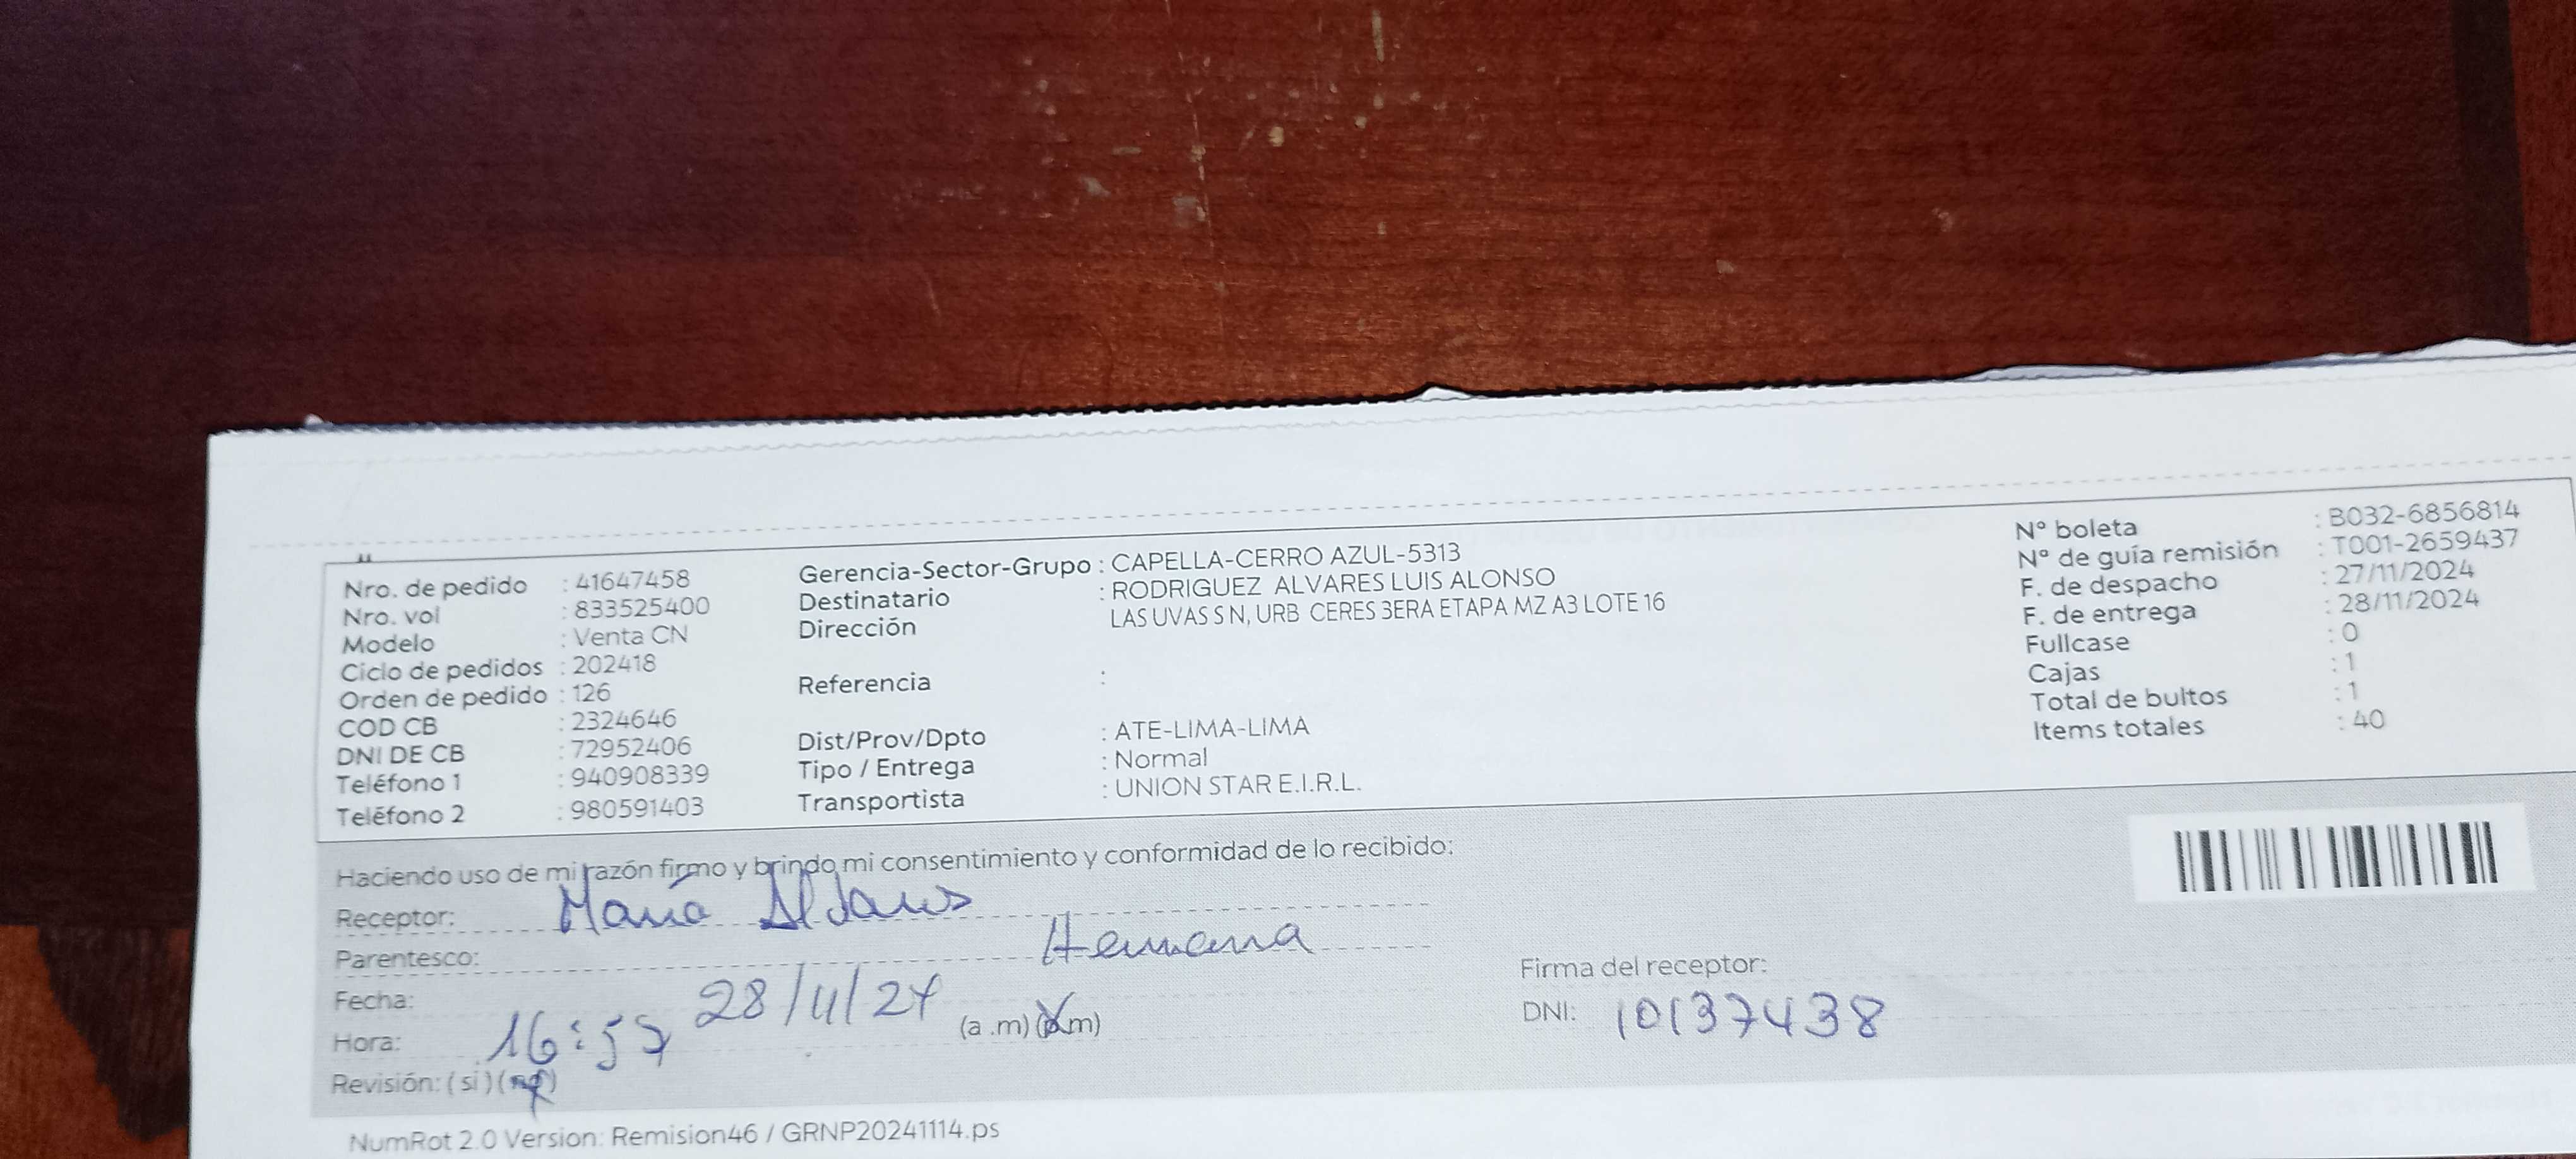 Nro. de pedido : 41647458
Nro. vol : 833525400
Modelo : Venta CN
Ciclo de pedidos : 202418
Orden de pedido : 126
COD CB : 2324646
DNI DE CB : 72952406
Teléfono 1 : 940908339
Teléfono 2 : 980591403
Gerencia-Sector-Grupo : CAPELLA-CERRO AZUL-5313
Destinatario : RODRIGUEZ ALVARES LUIS ALONSO
Dirección LAS UVAS S N, URB CERES 3ERA ETAPA MZ A3 LOTE 16
Referencia :
Dist/Prov/Dpto : ATE-LIMA-LIMA
Tipo / Entrega : Normal
Transportista : UNION STAR E.I.R.L.
N° boleta : B032-6856814
N° de guía remisión : T001-2659437
F. de despacho : 27/11/2024
F. de entrega : 28/11/2024
Fullcase : 0
Cajas : 1
Total de bultos : 1
Items totales : 40
Haciendo uso de mi razón firmo y brindo mi consentimiento y conformidad de lo recibido:
Receptor: María
Parentesco:
Fecha: 28/11/24
Hora: 16:57 (a.m) (p.m)
Revisión: (si) (no)
Firma del receptor:
DNI: 10137438
NumRot 2.0 Version: Remision46 / GRNP20241114.ps